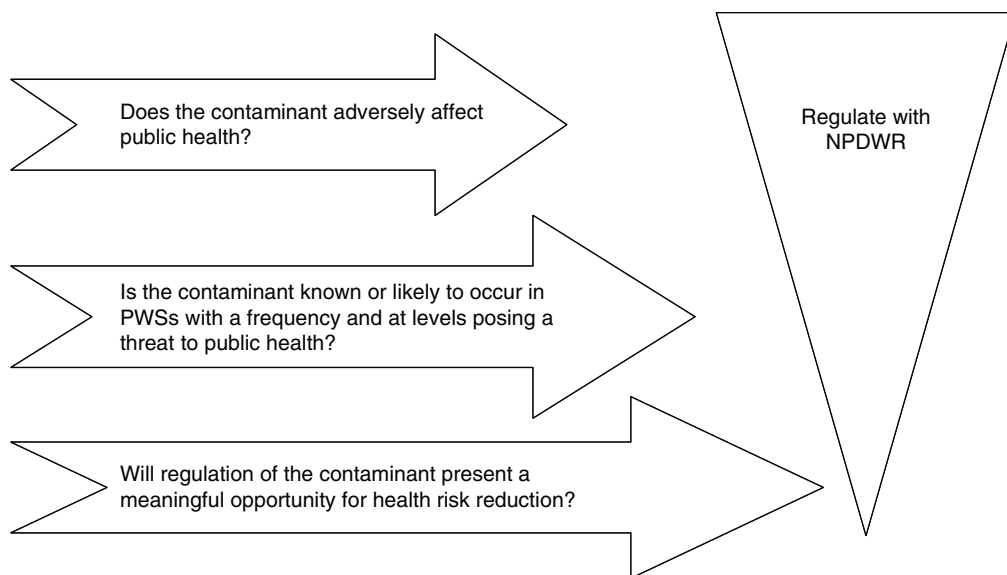 Does the contaminant adversely affect
public health?
Regulate with
NPDWR
Is the contaminant known or likely to occur in
PWSs with a frequency and at levels posing a
threat to public health?
Will regulation of the contaminant present a
meaningful opportunity for health risk reduction?